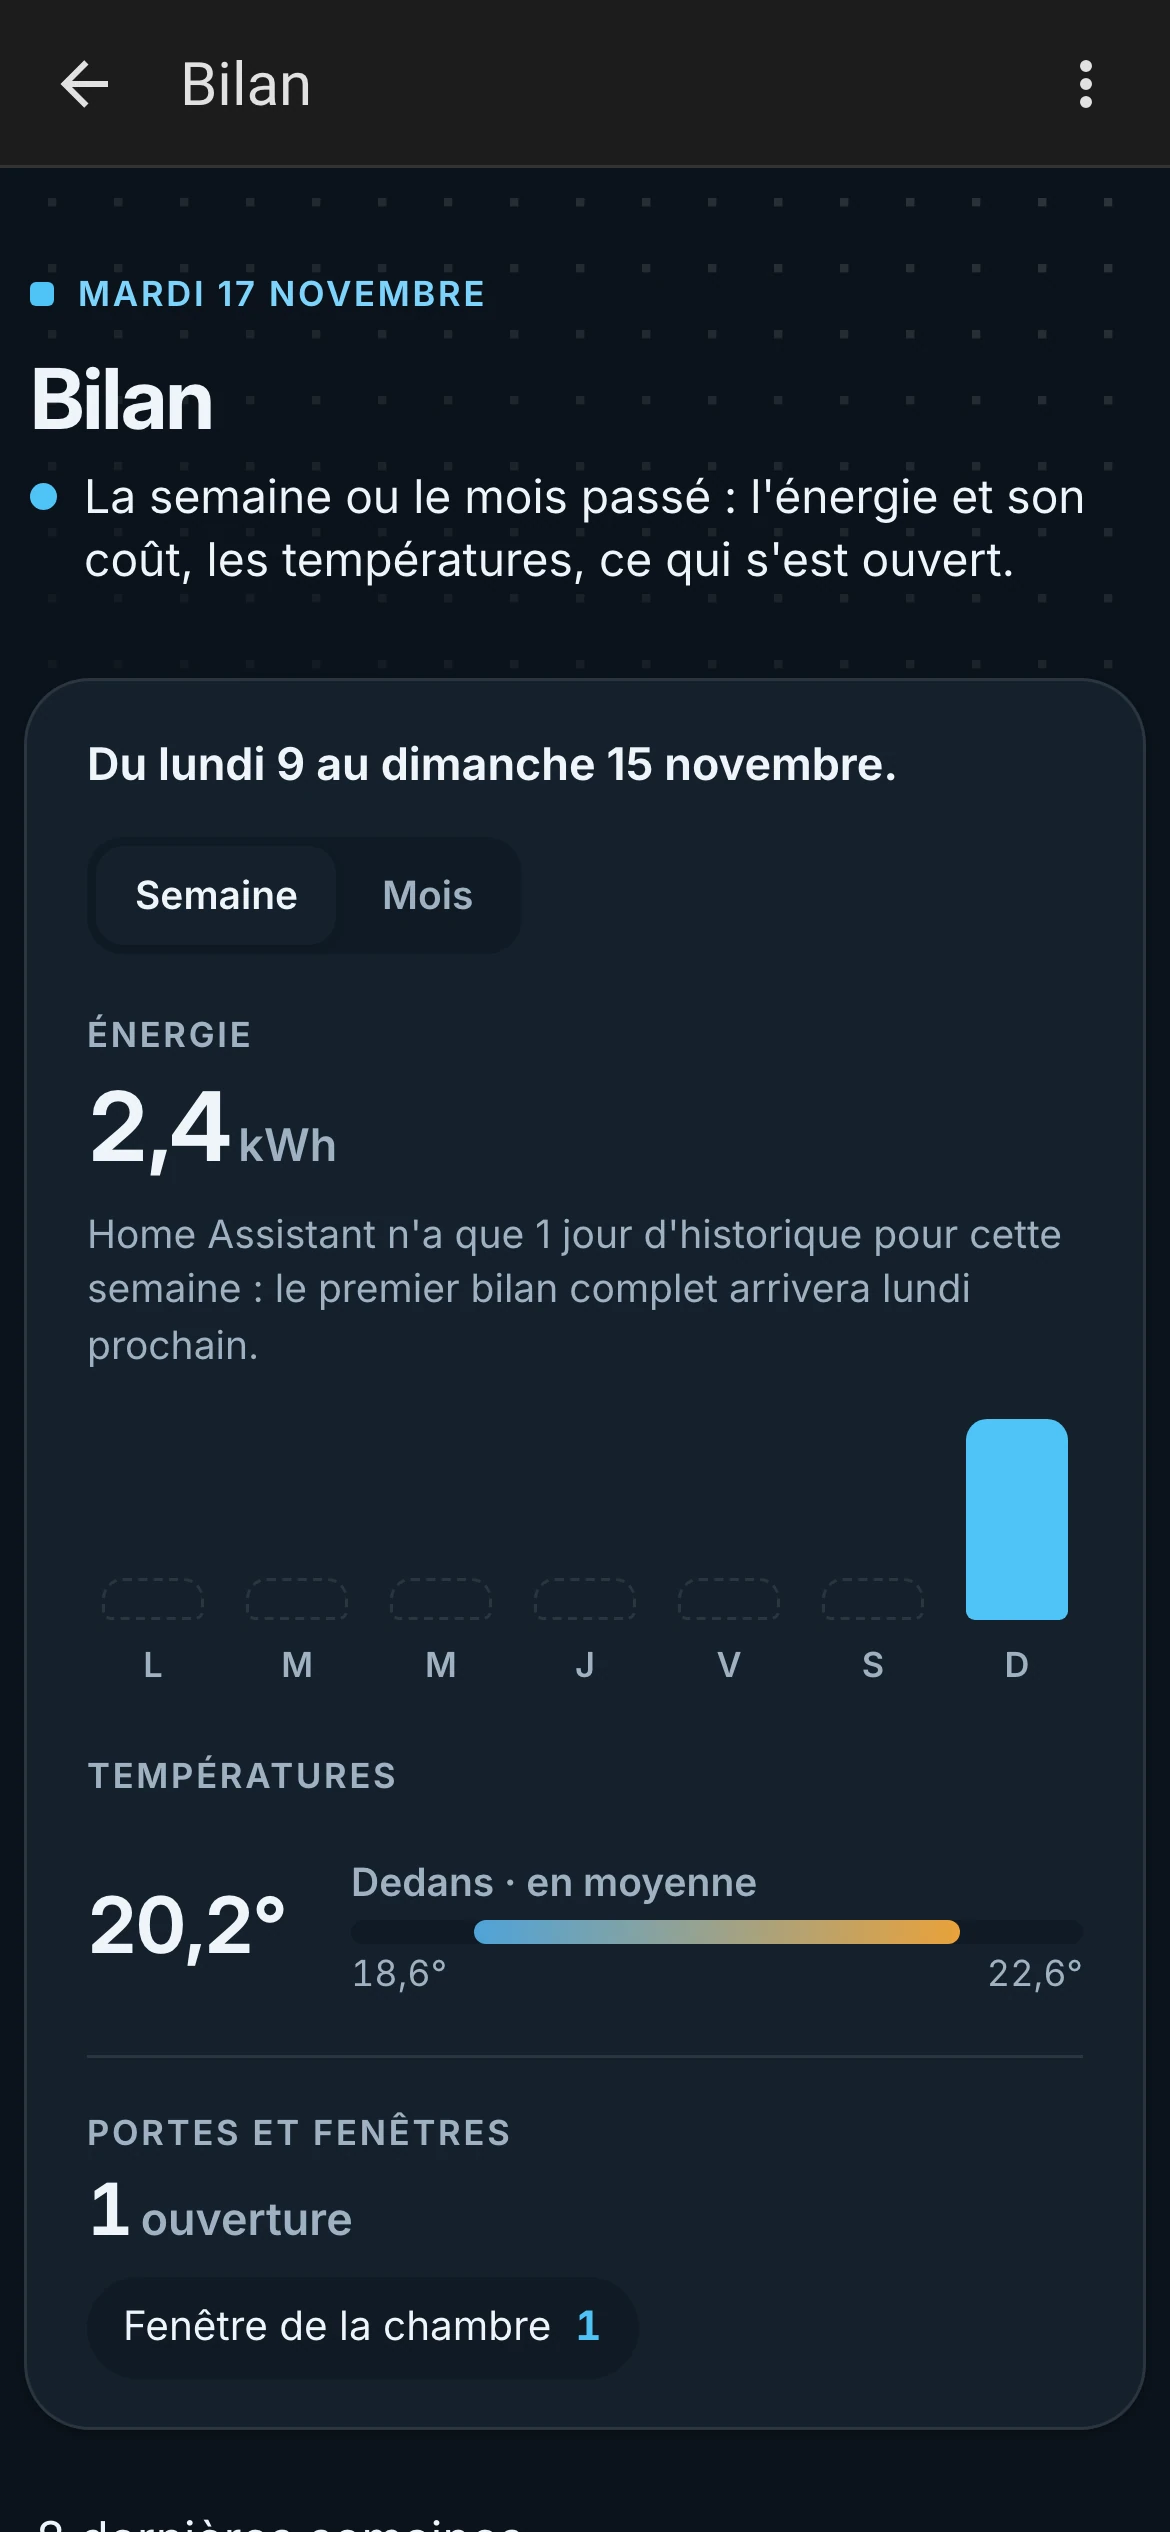 Bilan
MARDI 17 NOVEMBRE
Bilan
La semaine ou le mois passé : l'énergie et son
coût, les températures, ce qui s'est ouvert.
Du lundi 9 au dimanche 15 novembre.
Semaine Mois
ÉNERGIE
2,4 kWh
Home Assistant n'a que 1 jour d'historique pour cette
semaine : le premier bilan complet arrivera lundi
prochain.
L M M J V S D
TEMPÉRATURES
Dedans · en moyenne
20,2°
18,6° 22,6°
PORTES ET FENÊTRES
1 ouverture
Fenêtre de la chambre 1
dernières semaines